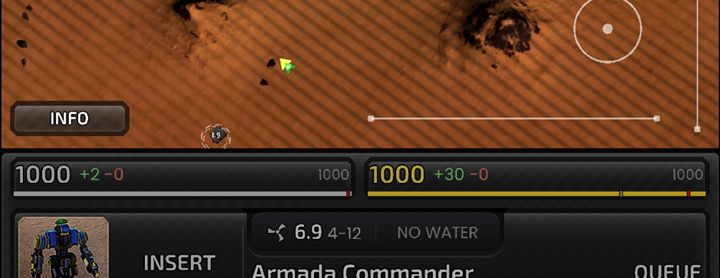 INFO
1.9
1000 +2 -0 1000
1000 +30 -0 1000
6.9 4-12 NO WATER
INSERT
Armada Commander
QUEUE